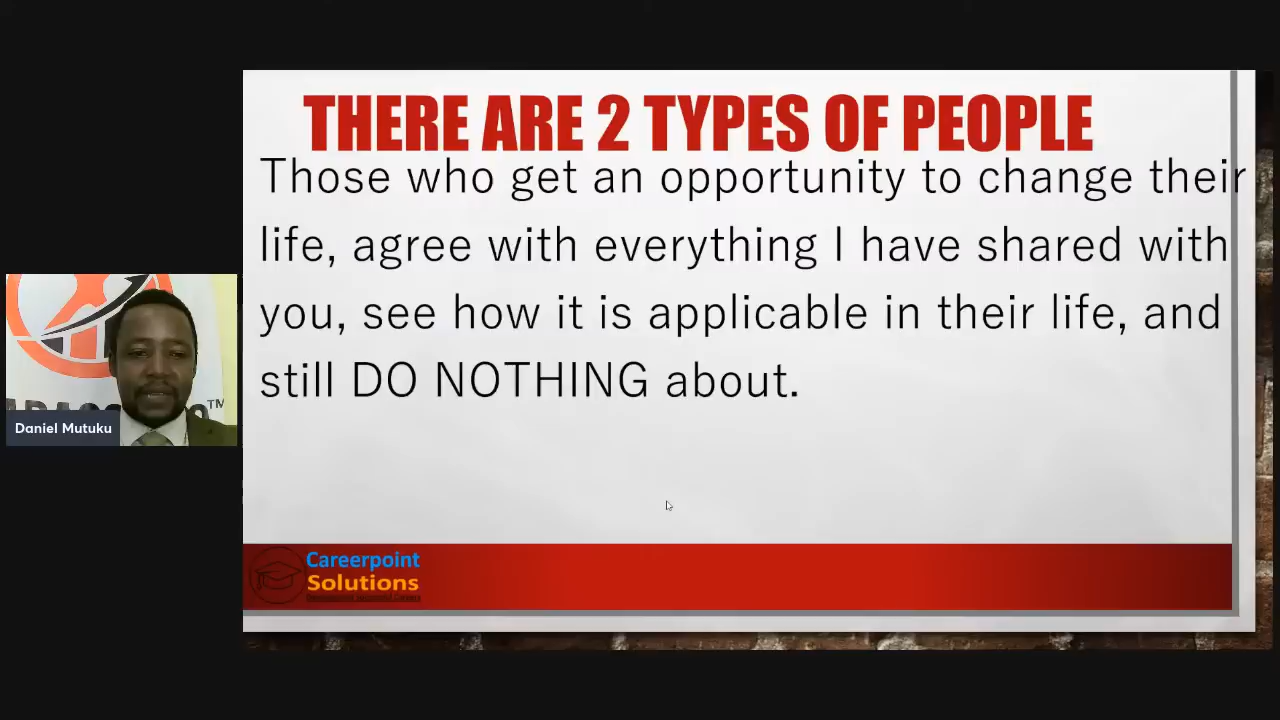 THERE ARE 2 TYPES OF PEOPLE
Those who get an opportunity to change their
life, agree with everything I have shared with
you, see how it is applicable in their life, and
still DO NOTHING about.
TM
Daniel Mutuku
Careerpoint
Solutions